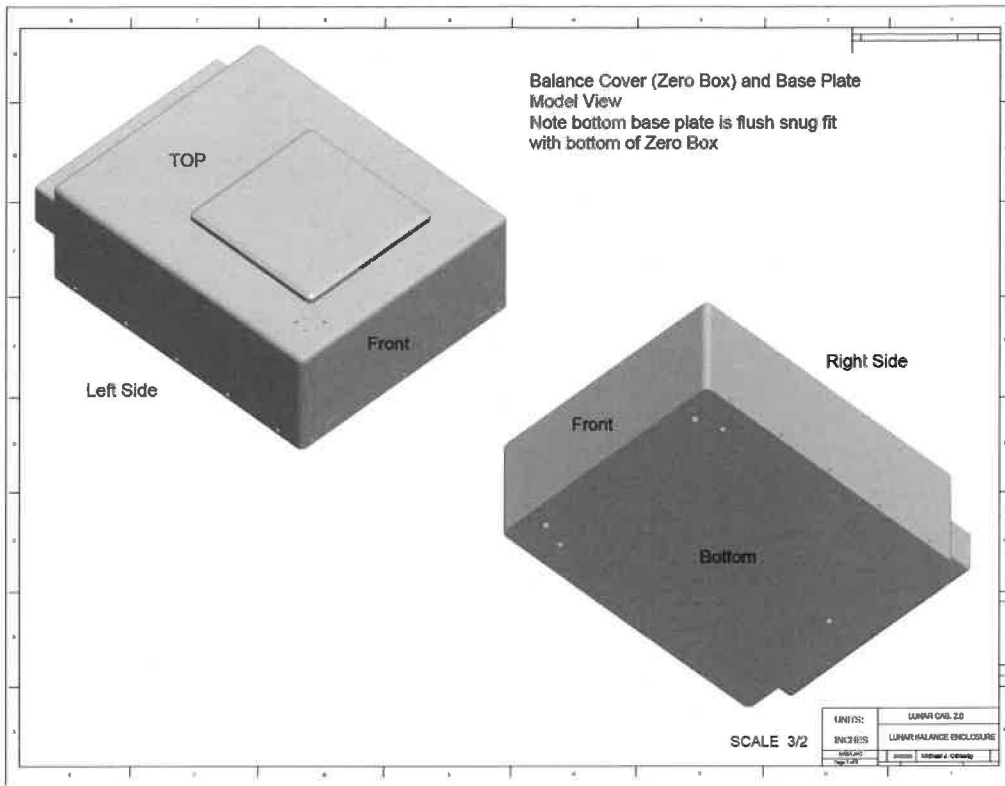 Balance Cover (Zero Box) and Base Plate
Model View
Note bottom base plate is flush snug fit
with bottom of Zero Box
TOP
Front
Left Side
Right Side
Front
Bottom
SCALE 3/2
UNITS:
INCHES
LUNAR CAB. 2.0
LUNAR BALANCE ENCLOSURE